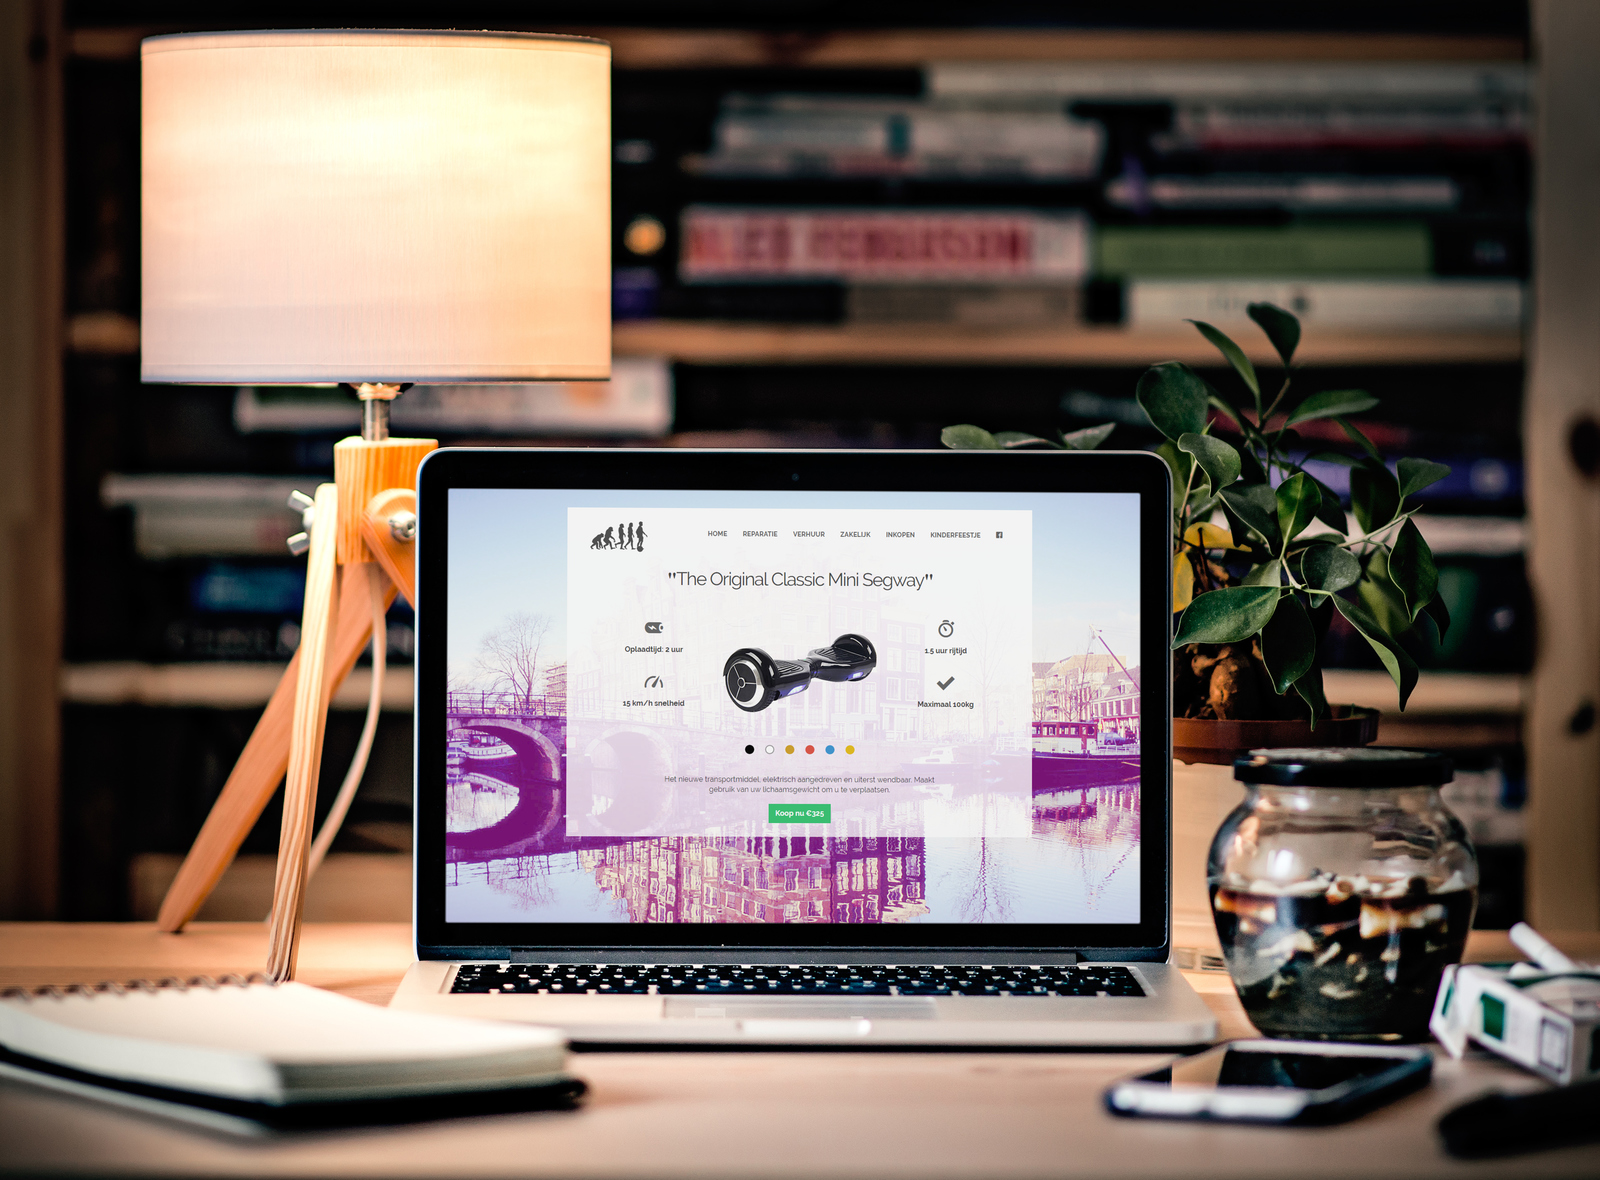 ALEX FERGUSON
HOME REPARATIE VERHUUR ZAKELIJK INKOPEN KINDERFEESTJE
"The Original Classic Mini Segway"
Oplaadtijd: 2 uur
1.5 uur rijtijd
15 km/h snelheid
Maximaal 100kg
Het nieuwe transportmiddel, elektrisch aangedreven en uiterst wendbaar. Maakt
gebruik van uw lichaamsgewicht om u te verplaatsen.
Koop nu €325